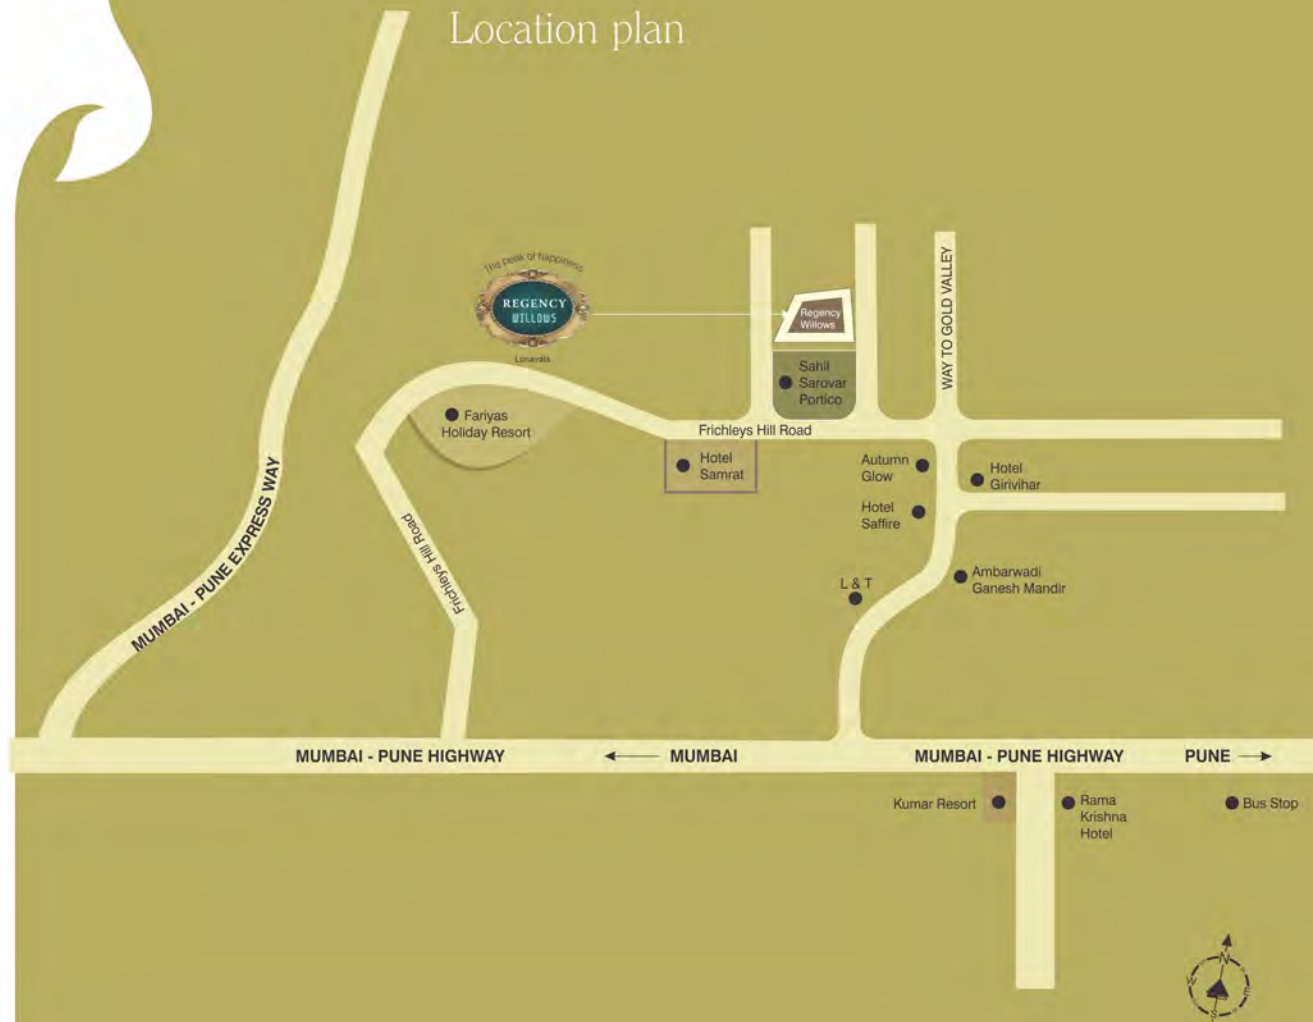 Location plan
The peak of happiness
REGENCY
WILLOWS
Lonavala
Regency
Willows
Sahil
Sarovar
Portico
WAY TO GOLD VALLEY
Fariyas
Holiday Resort
Frichleys Hill Road
Hotel
Samrat
Autumn
Glow
Hotel
Girivihar
Hotel
Saffire
MUMBAI - PUNE EXPRESS WAY
Frichleys Hill Road
L & T
Ambarwadi
Ganesh Mandir
MUMBAI - PUNE HIGHWAY
MUMBAI
MUMBAI - PUNE HIGHWAY
PUNE
Kumar Resort
Rama
Krishna
Hotel
Bus Stop
N
W
E
S